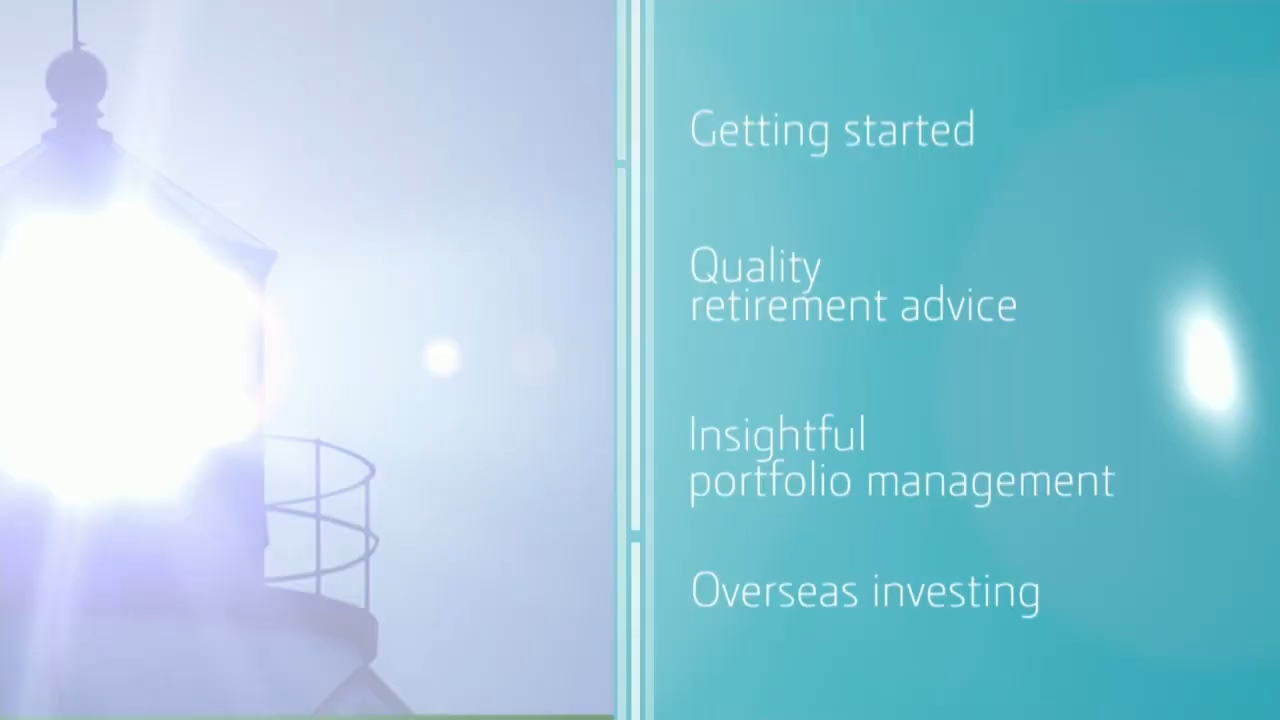 Getting started
Quality
retirement advice
Insightful
portfolio management
Overseas investing